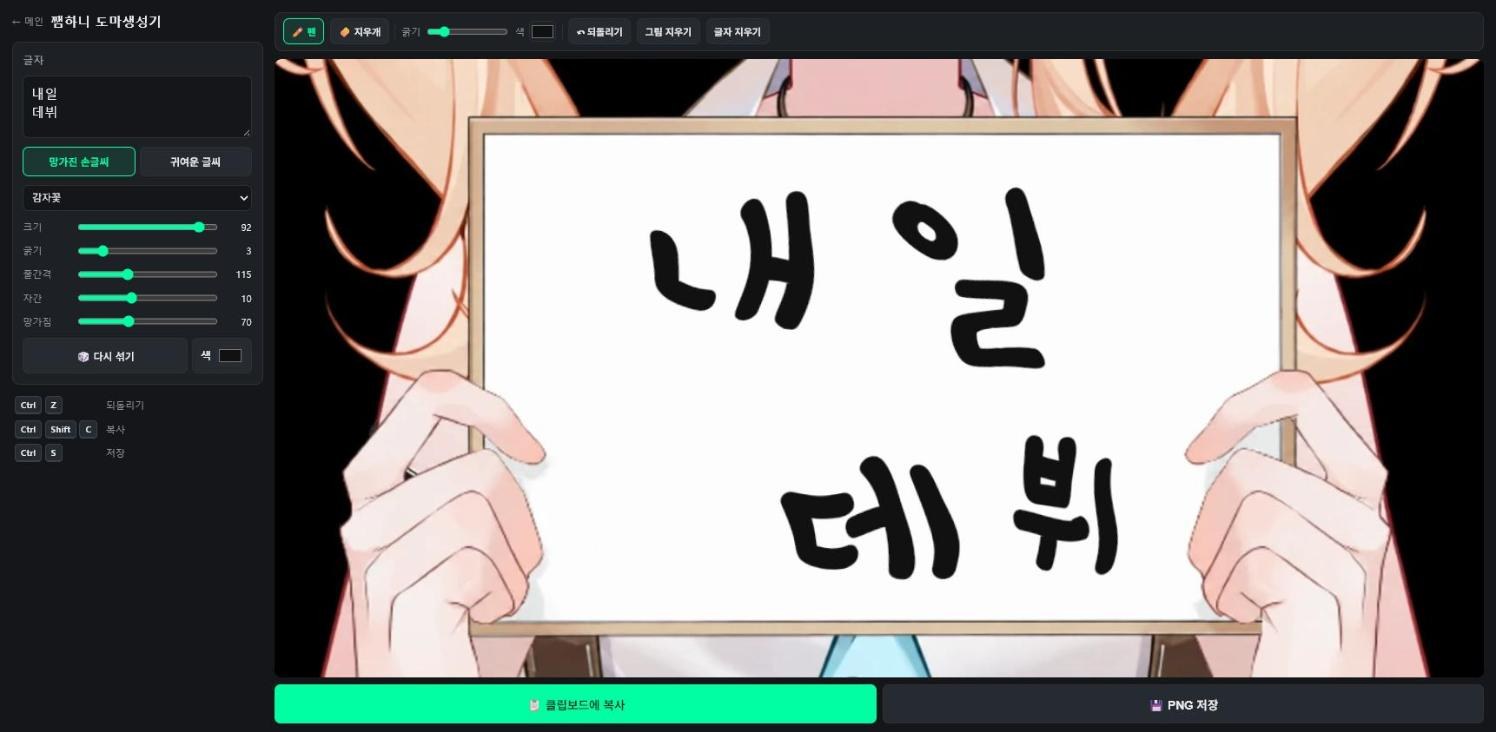 ← 메인 쨈하니 도마생성기
글자
내일
데뷔
망가진 손글씨 귀여운 글씨
감자꽃
크기 92
굵기 3
줄간격 115
자간 10
망가짐 70
다시 섞기 색
Ctrl Z 되돌리기
Ctrl Shift C 복사
Ctrl S 저장
펜 지우개 굵기 색 ↶ 되돌리기 그림 지우기 글자 지우기
내일
데뷔
클립보드에 복사 PNG 저장